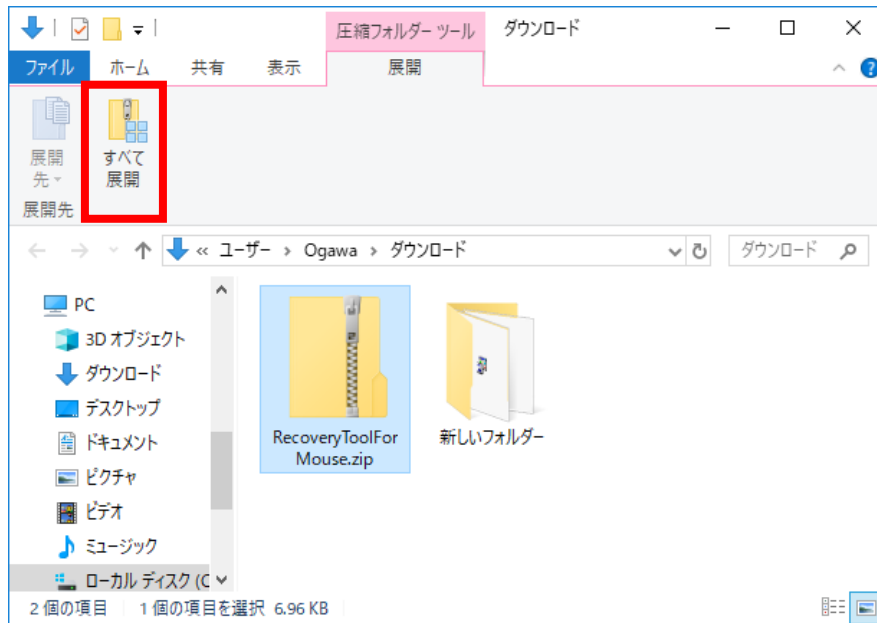 圧縮フォルダー ツール
ダウンロード
ファイル
ホーム
共有
表示
展開
?
展開
先
すべて
展開
展開先
« ユーザー › Ogawa › ダウンロード
ダウンロード
PC
3D オブジェクト
ダウンロード
デスクトップ
ドキュメント
ピクチャ
ビデオ
ミュージック
ローカル ディスク (C
RecoveryToolFor
Mouse.zip
新しいフォルダー
2 個の項目
1 個の項目を選択 6.96 KB